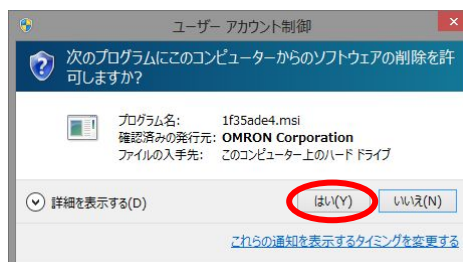 ユーザー アカウント制御
次のプログラムにこのコンピューターからのソフトウェアの削除を許
可しますか?
プログラム名: 1f35ade4.msi
確認済みの発行元: OMRON Corporation
ファイルの入手先: このコンピューター上のハード ドライブ
詳細を表示する(D) はい(Y) いいえ(N)
これらの通知を表示するタイミングを変更する